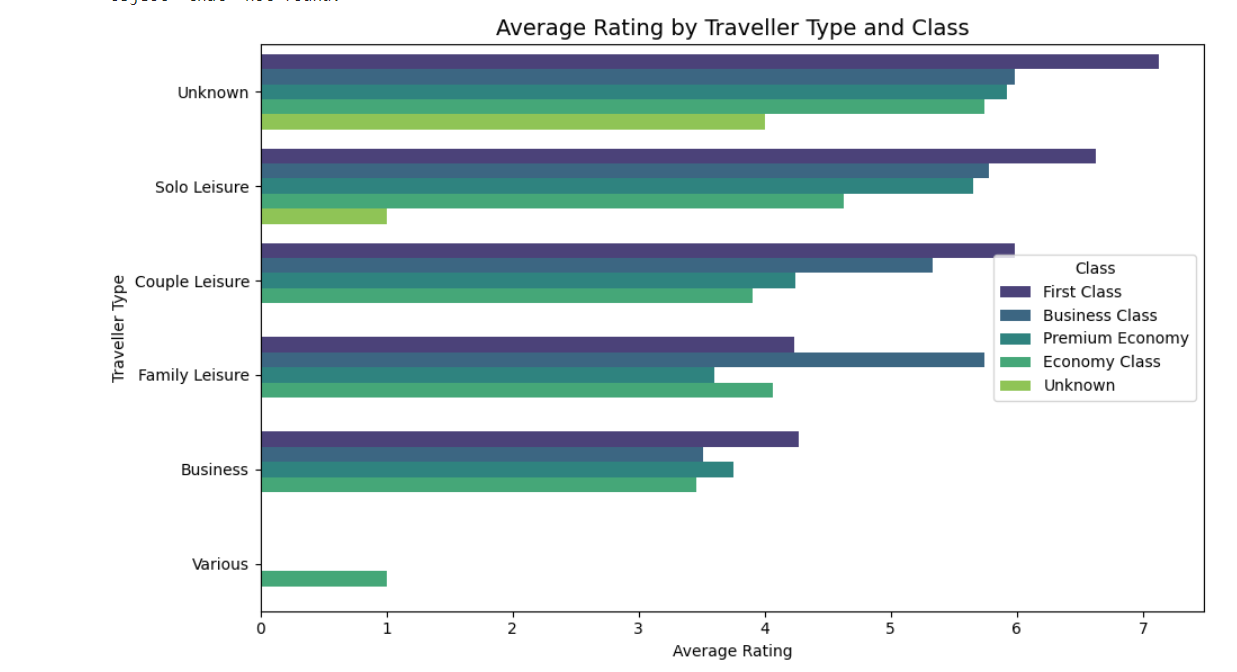 Average Rating by Traveller Type and Class
Unknown
Solo Leisure
Couple Leisure
Family Leisure
Business
Various
Traveller Type
Class
First Class
Business Class
Premium Economy
Economy Class
Unknown
0 1 2 3 4 5 6 7
Average Rating